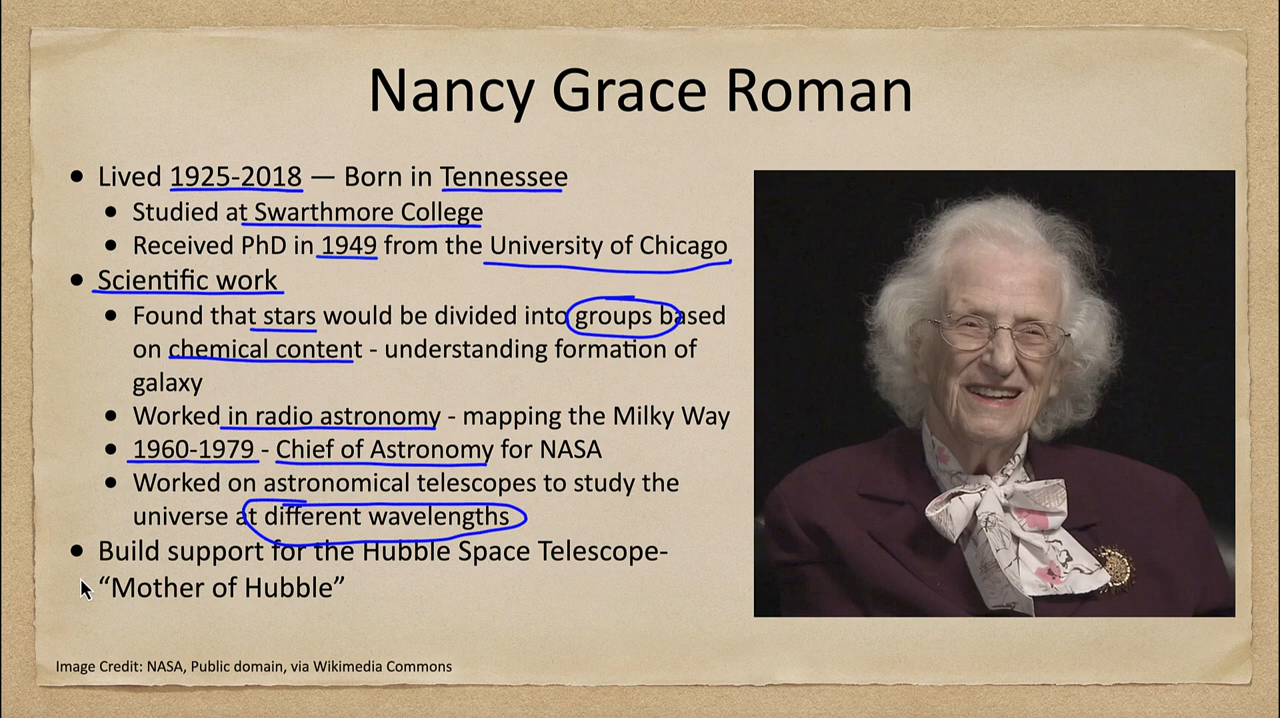 Nancy Grace Roman
• Lived 1925-2018 — Born in Tennessee
• Studied at Swarthmore College
• Received PhD in 1949 from the University of Chicago
• Scientific work
• Found that stars would be divided into groups based
on chemical content - understanding formation of
galaxy
• Worked in radio astronomy - mapping the Milky Way
• 1960-1979 - Chief of Astronomy for NASA
• Worked on astronomical telescopes to study the
universe at different wavelengths
• Build support for the Hubble Space Telescope-
“Mother of Hubble”
Image Credit: NASA, Public domain, via Wikimedia Commons